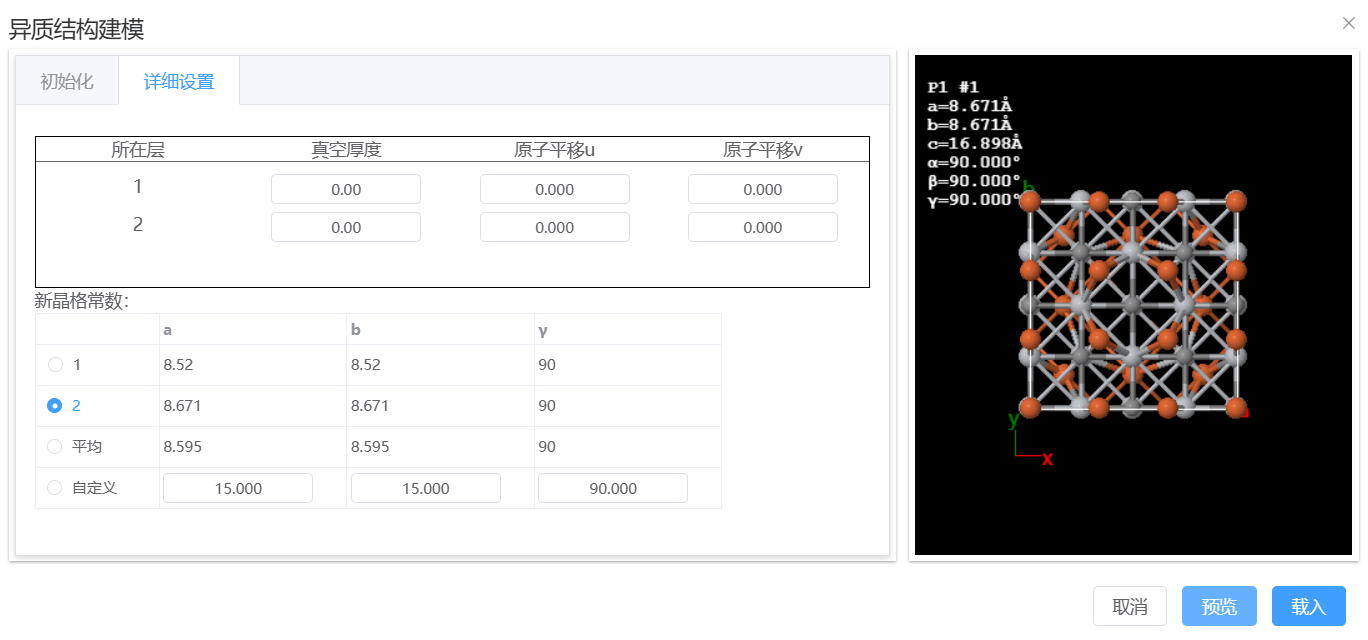 异质结构建模
初始化 详细设置
所在层 真空厚度 原子平移u 原子平移v
1 0.00 0.000 0.000
2 0.00 0.000 0.000
新晶格常数:
a b γ
1 8.52 8.52 90
2 8.671 8.671 90
平均 8.595 8.595 90
自定义 15.000 15.000 90.000
P1 #1
a=8.671Å
b=8.671Å
c=16.898Å
α=90.000°
β=90.000°
γ=90.000°
b
y
x
取消 预览 载入